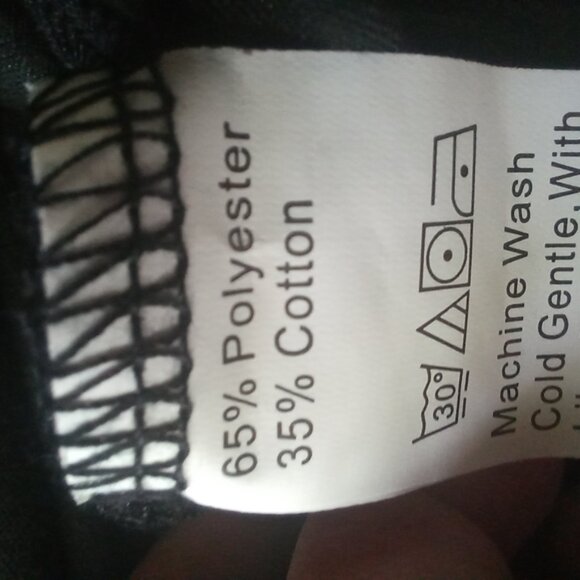 65% Polyester
35% Cotton
30°
Machine Wash
Cold Gentle, With